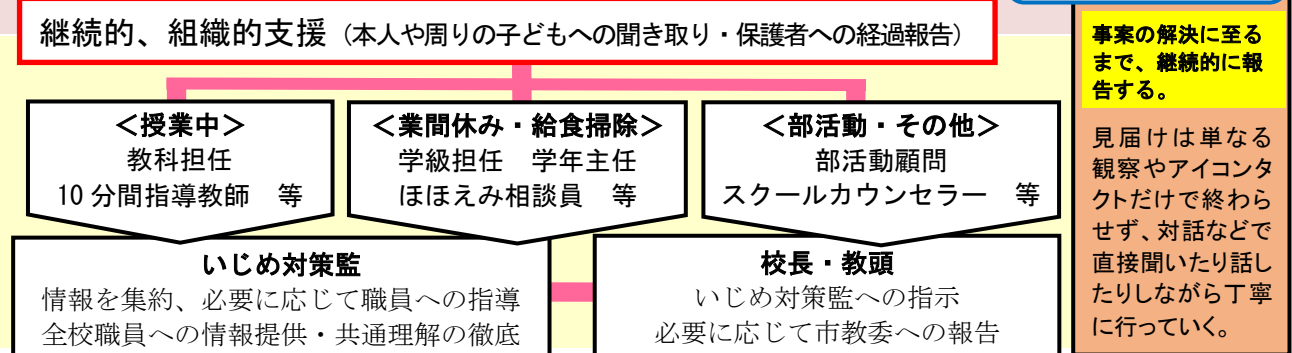 継続的、組織的支援（本人や周りの子どもへの聞き取り・保護者への経過報告）
＜授業中＞
教科担任
10 分間指導教師　等
＜業間休み・給食掃除＞
学級担任　学年主任
ほほえみ相談員　等
＜部活動・その他＞
部活動顧問
スクールカウンセラー　等
いじめ対策監
情報を集約、必要に応じて職員への指導
全校職員への情報提供・共通理解の徹底
校長・教頭
いじめ対策監への指示
必要に応じて市教委への報告
事案の解決に至る
まで、継続的に報
告する。
見届けは単なる
観察やアイコンタ
クトだけで終わら
せず、対話などで
直接聞いたり話し
たりしながら丁寧
に行っていく。